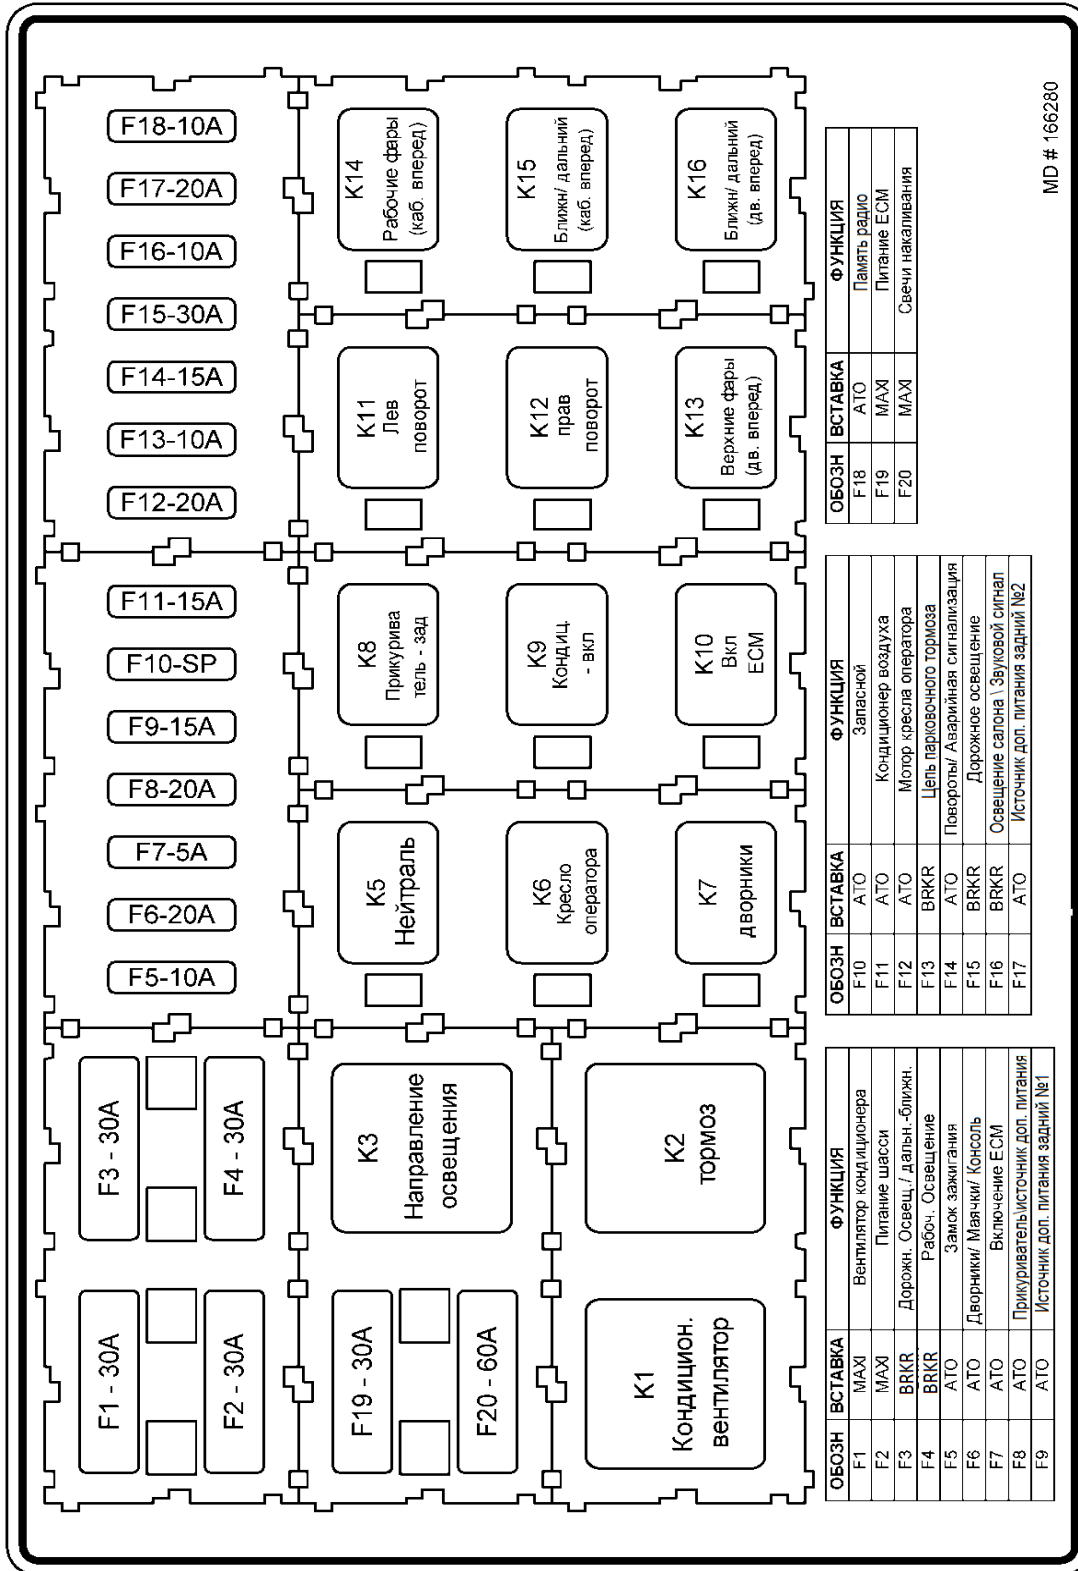 F1 - 30A
F2 - 30A
F3 - 30A
F4 - 30A
F5-10A
F6-20A
F7-5A
F8-20A
F9-15A
F10-SP
F11-15A
F12-20A
F13-10A
F14-15A
F15-30A
F16-10A
F17-20A
F18-10A
F19 - 30A
F20 - 60A
K1
Кондицион.
вентилятор
K2
тормоз
K3
Направление
освещения
K5
Нейтраль
K6
Кресло
оператора
K7
дворники
K8
Прикурива
тель - зад
K9
Кондиц.
- вкл
K10
Вкл
ECM
K11
Лев
поворот
K12
прав
поворот
K13
Верхние фары
(дв. вперед)
K14
Рабочие фары
(каб. вперед)
K15
Ближн/ дальний
(каб. вперед)
K16
Ближн/ дальний
(дв. вперед)
ОБОЗН ВСТАВКА ФУНКЦИЯ
F1 MAXI Вентилятор кондиционера
F2 MAXI Питание шасси
F3 BRKR Дорожн. Освещ./ дальн.-ближн.
F4 BRKR Рабоч. Освещение
F5 ATO Замок зажигания
F6 ATO Дворники/ Маячки/ Консоль
F7 ATO Включение ECM
F8 ATO Прикуриватель\источник доп. питания
F9 ATO Источник доп. питания задний №1
ОБОЗН ВСТАВКА ФУНКЦИЯ
F10 ATO Запасной
F11 ATO Кондиционер воздуха
F12 ATO Мотор кресла оператора
F13 BRKR Цепь парковочного тормоза
F14 ATO Повороты/ Аварийная сигнализация
F15 BRKR Дорожное освещение
F16 BRKR Освещение салона \ Звуковой сигнал
F17 ATO Источник доп. питания задний №2
ОБОЗН ВСТАВКА ФУНКЦИЯ
F18 ATO Память радио
F19 MAXI Питание ECM
F20 MAXI Свечи накаливания
MD # 166280